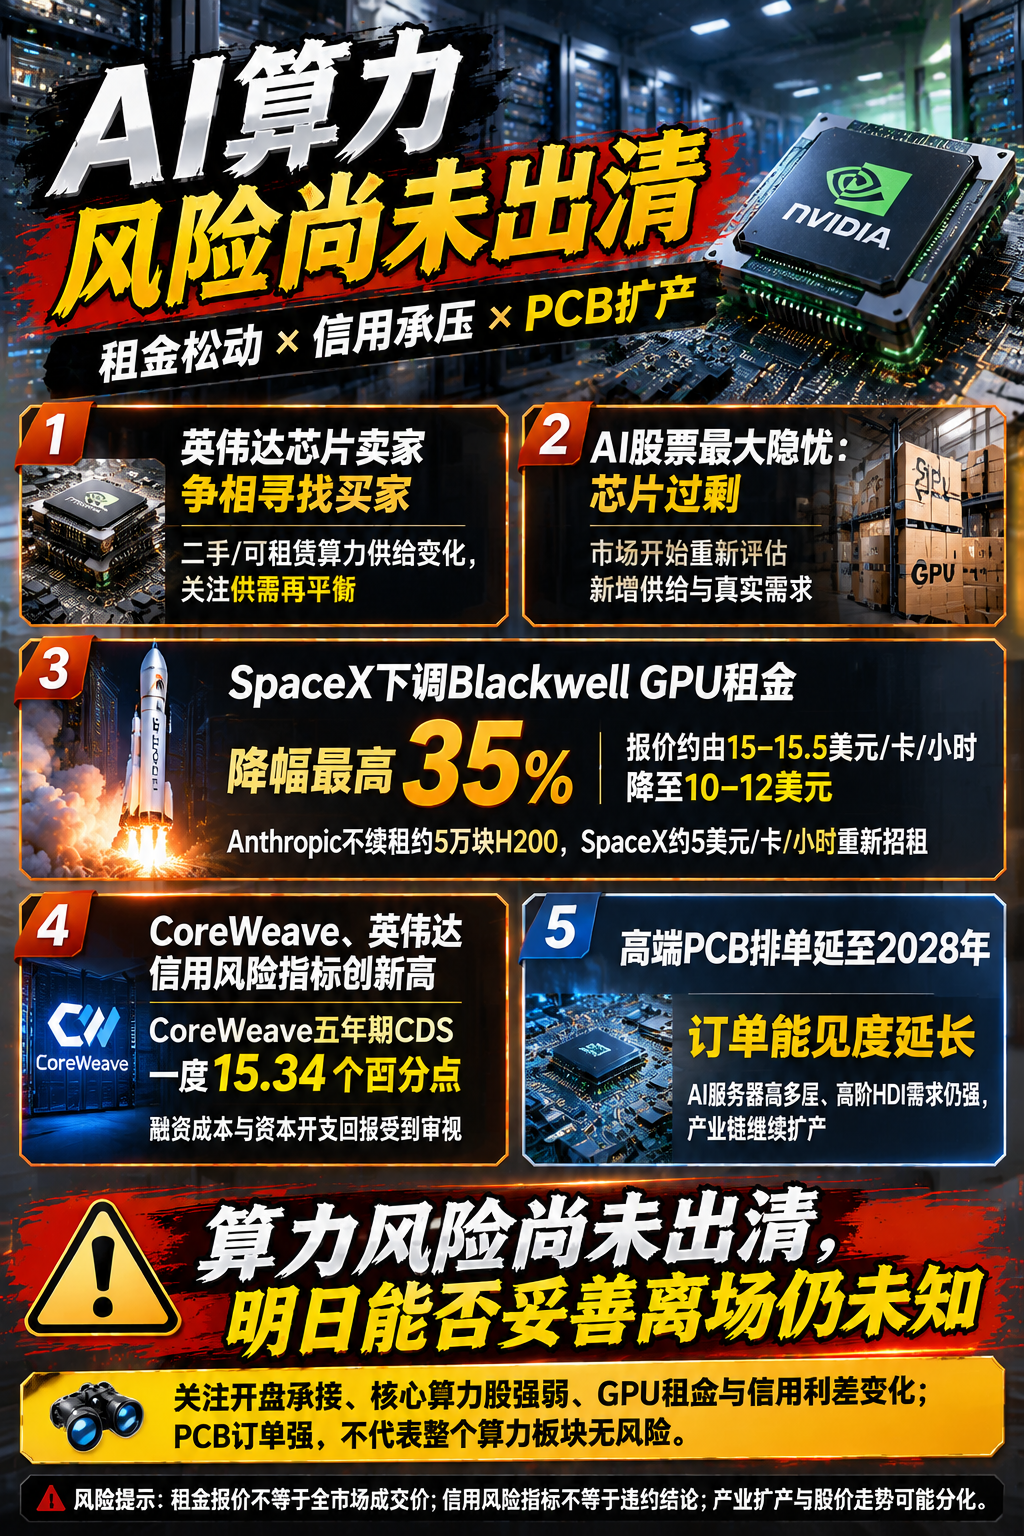 AI算力
风险尚未出清
租金松动 × 信用承压 × PCB扩产
NVIDIA
1
英伟达芯片卖家
争相寻找买家
二手/可租赁算力供给变化，
关注供需再平衡
2
AI股票最大隐忧：
芯片过剩
市场开始重新评估
新增供给与真实需求
GPU
3
SpaceX下调Blackwell GPU租金
降幅最高35%
报价约由15–15.5美元/卡/小时
降至10–12美元
Anthropic不续租约5万块H200，SpaceX约5美元/卡/小时重新招租
4
CoreWeave、英伟达
信用风险指标创新高
CoreWeave五年期CDS
一度15.34个百分点
融资成本与资本开支回报受到审视
CW
CoreWeave
5
高端PCB排单延至2028年
订单能见度延长
AI服务器高多层、高阶HDI需求仍强，
产业链继续扩产
算力风险尚未出清，
明日能否妥善离场仍未知
关注开盘承接、核心算力股强弱、GPU租金与信用利差变化；
PCB订单强，不代表整个算力板块无风险。
风险提示：租金报价不等于全市场成交价；信用风险指标不等于违约结论；产业扩产与股价走势可能分化。